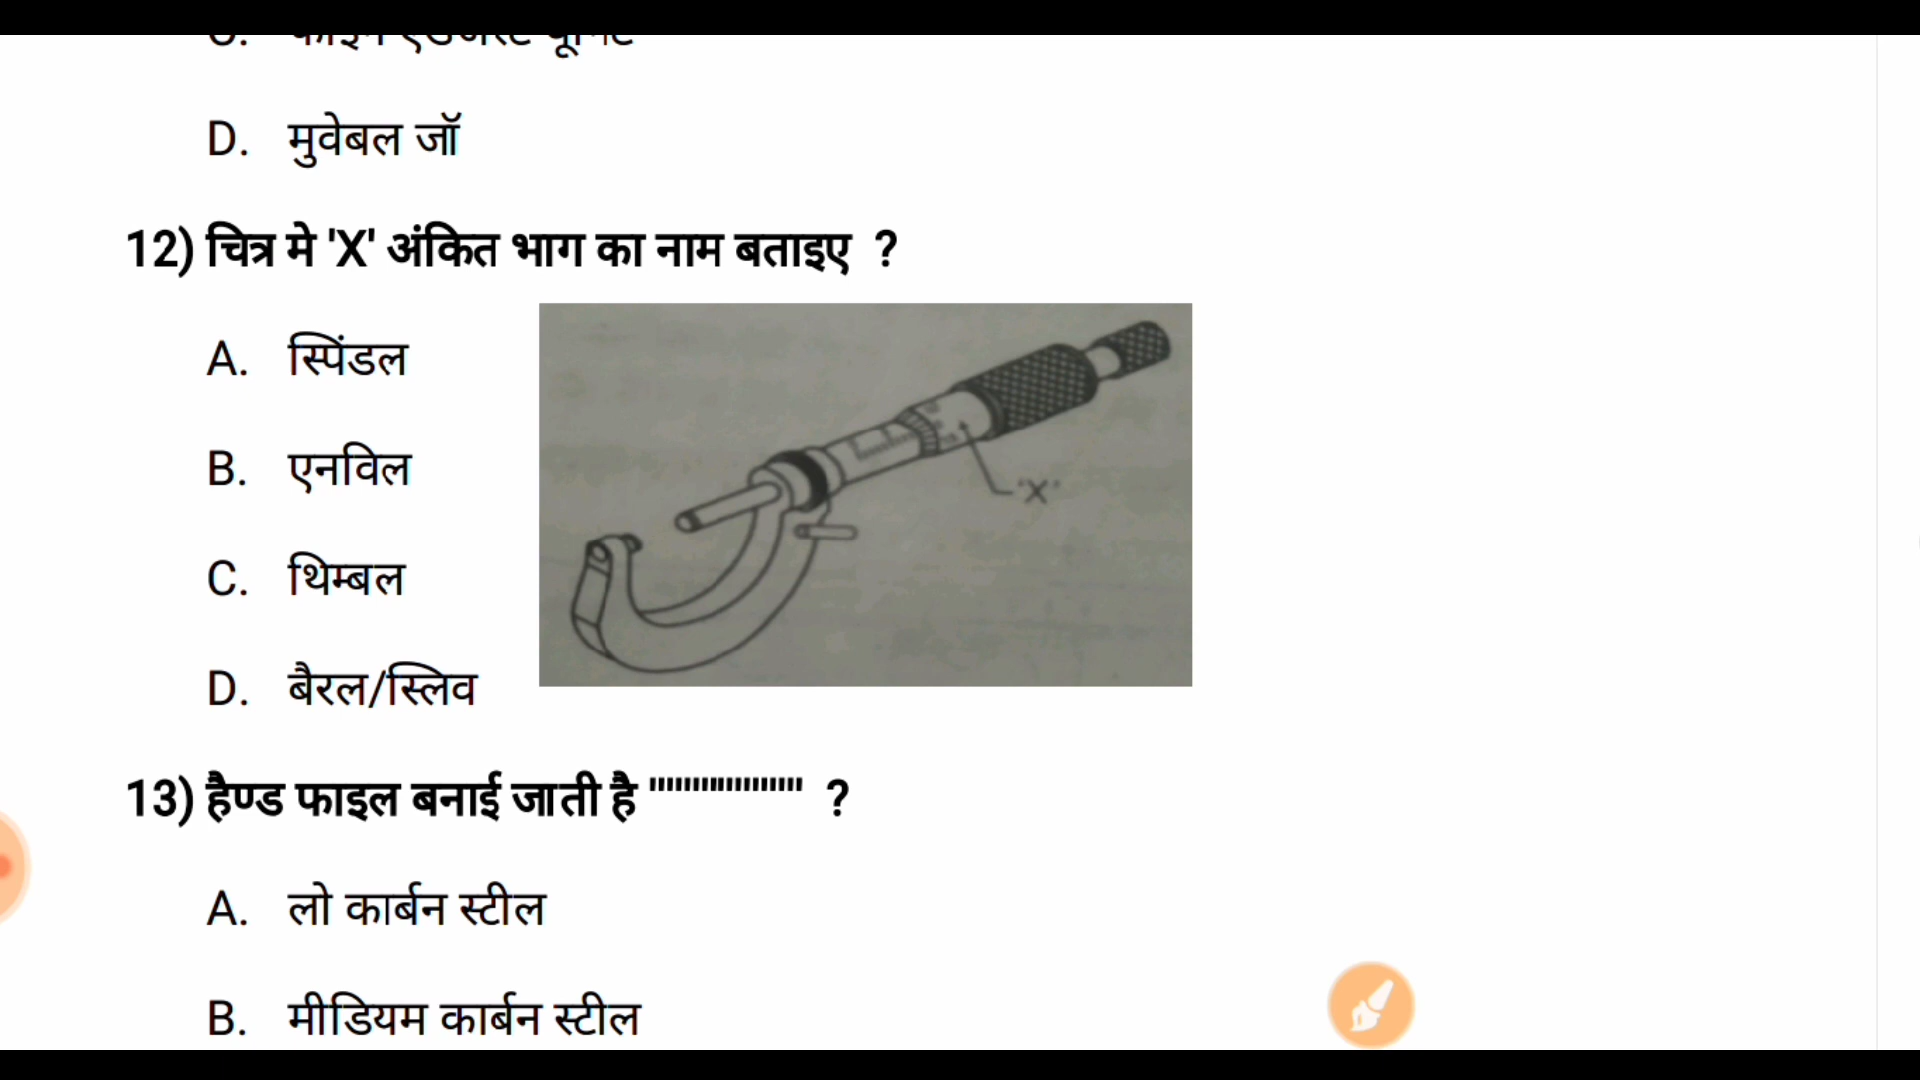 D. मुवेबल जॉ
12) चित्र मे 'X' अंकित भाग का नाम बताइए ?
A. स्पिंडल
B. एनविल
C. थिम्बल
D. बैरल/स्लिव
'X'
13) हैण्ड फाइल बनाई जाती है """"""""" ?
A. लो कार्बन स्टील
B. मीडियम कार्बन स्टील